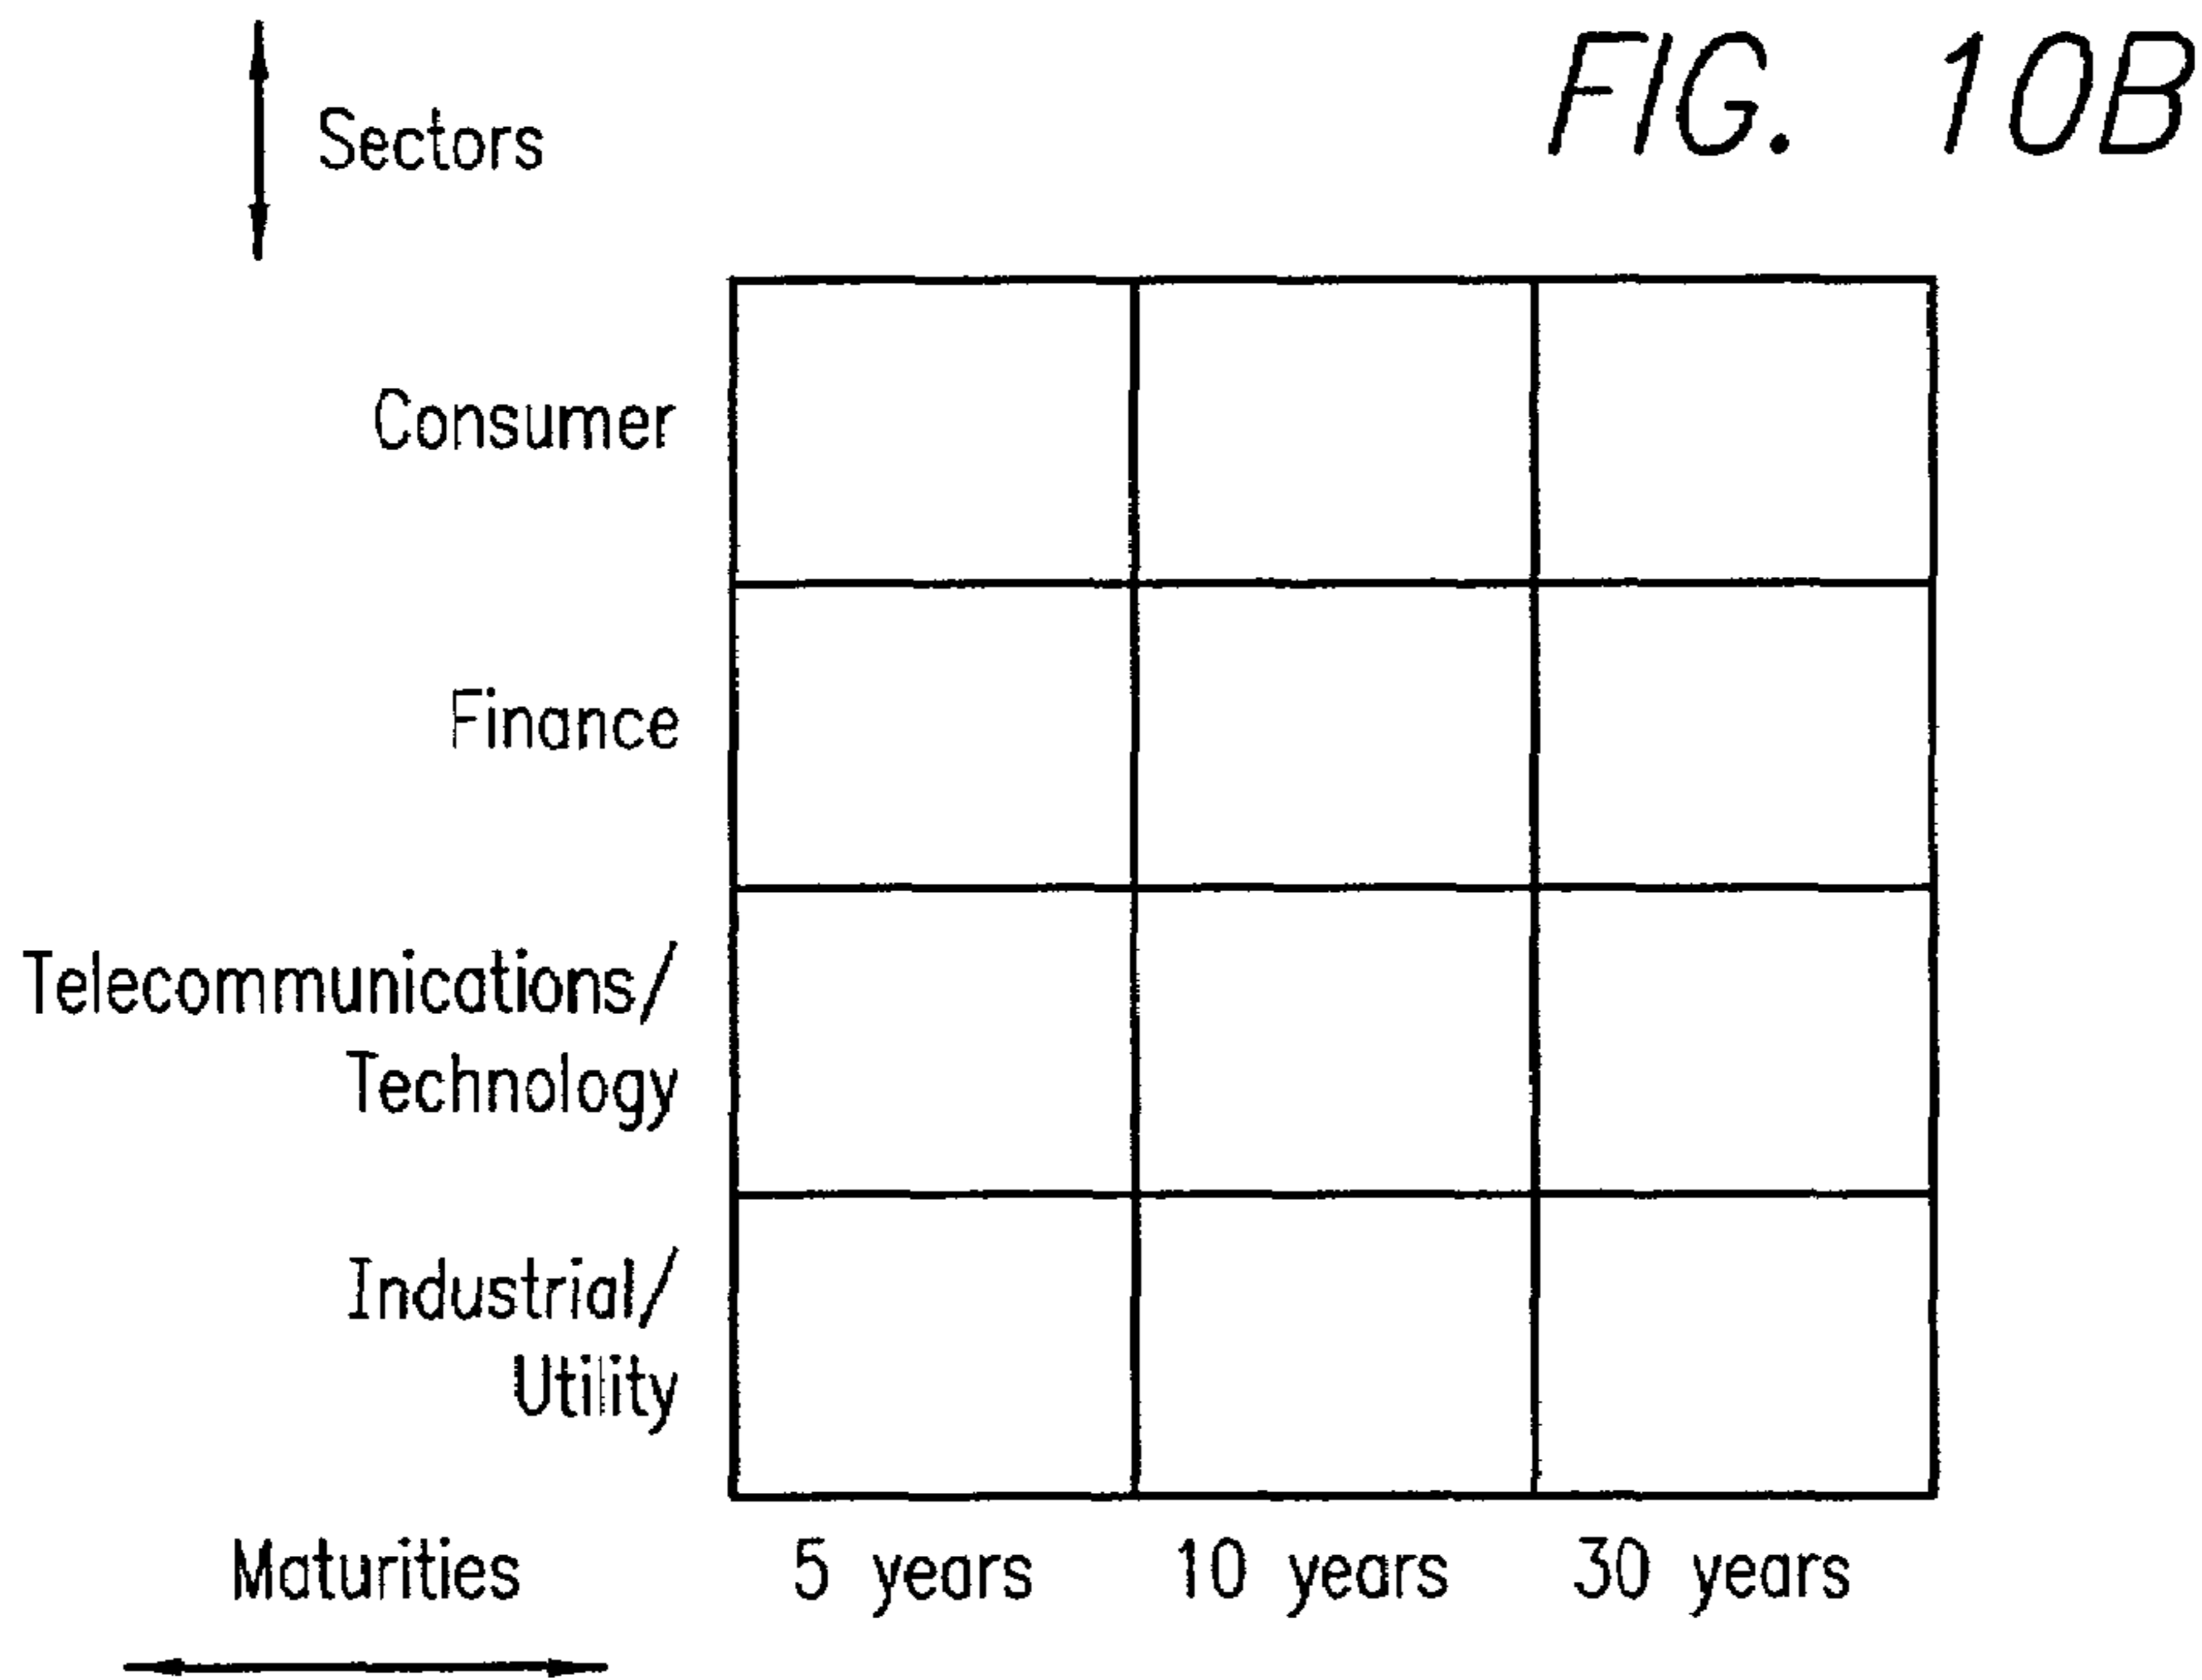 FIG. 10B
Sectors
Consumer
Finance
Telecommunications/
Technology
Industrial/
Utility
Maturities 5 years 10 years 30 years